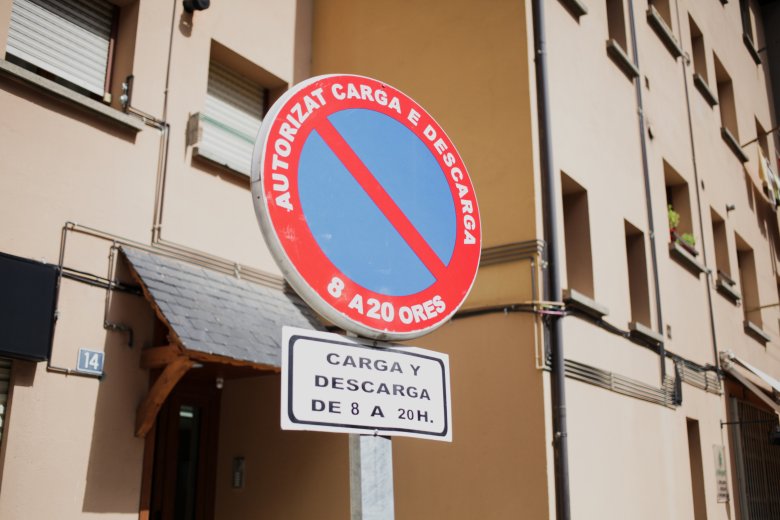 AUTORIZAT CARGA E DESCARGA
8 A 20 ORES
CARGA Y
DESCARGA
DE 8 A 20H.
14